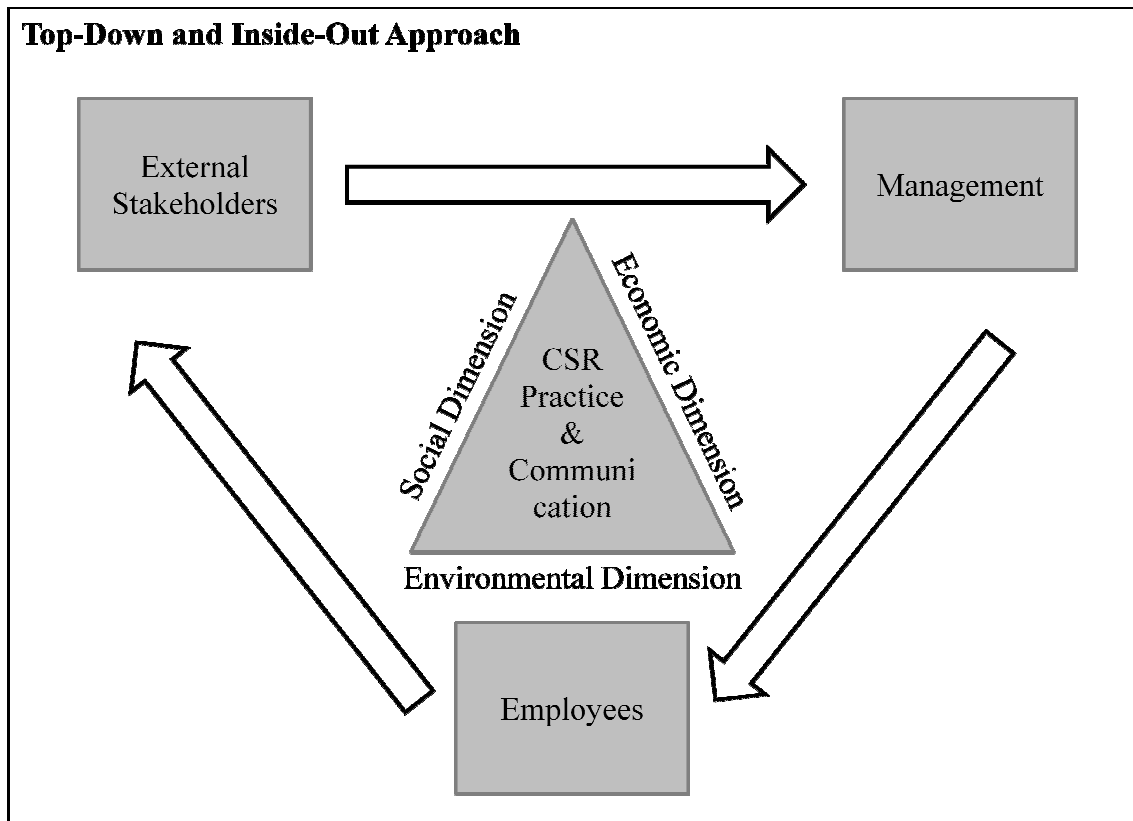 Top-Down and Inside-Out Approach
External
Stakeholders
Management
Social Dimension
Economic Dimension
CSR
Practice
&
Communi
cation
Environmental Dimension
Employees